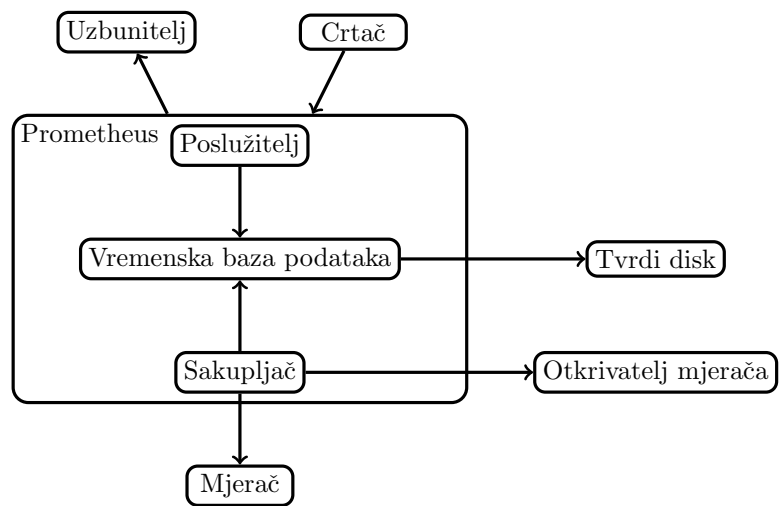 Uzbunitelj
Crtač
Prometheus
Poslužitelj
Vremenska baza podataka
Tvrdi disk
Sakupljač
Otkrivatelj mjerača
Mjerač